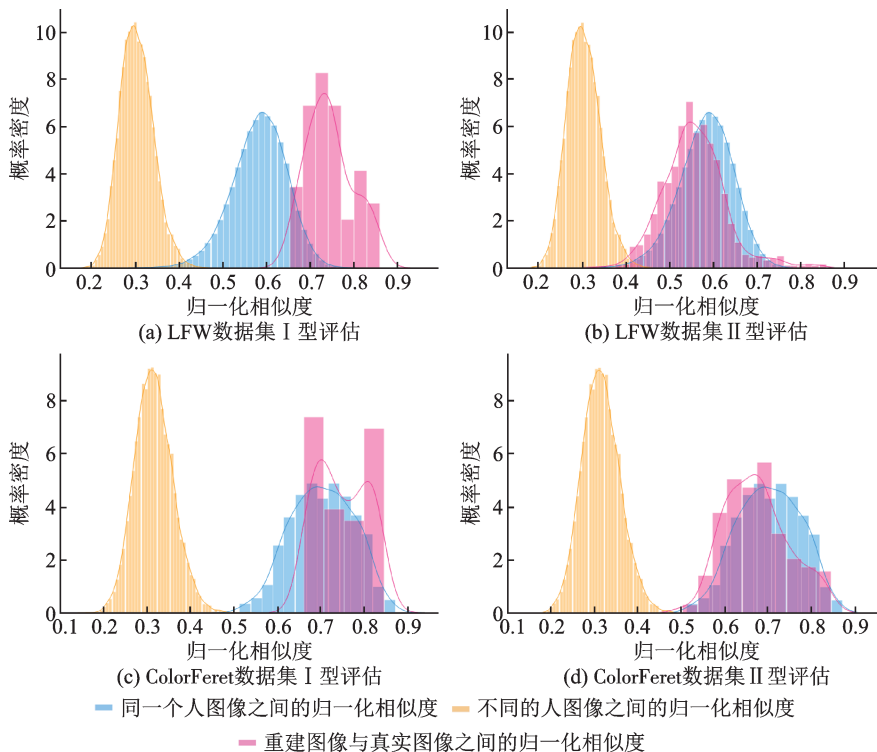 10
8
6
4
2
0
概率密度
0.2 0.3 0.4 0.5 0.6 0.7 0.8 0.9
归一化相似度
(a) LFW数据集Ⅰ型评估
10
8
6
4
2
0
概率密度
0.2 0.3 0.4 0.5 0.6 0.7 0.8 0.9
归一化相似度
(b) LFW数据集Ⅱ型评估
8
6
4
2
0
概率密度
0.1 0.2 0.3 0.4 0.5 0.6 0.7 0.8 0.9
归一化相似度
(c) ColorFeret数据集Ⅰ型评估
8
6
4
2
0
概率密度
0.1 0.2 0.3 0.4 0.5 0.6 0.7 0.8 0.9
归一化相似度
(d) ColorFeret数据集Ⅱ型评估
同一个人图像之间的归一化相似度 不同的人图像之间的归一化相似度
重建图像与真实图像之间的归一化相似度